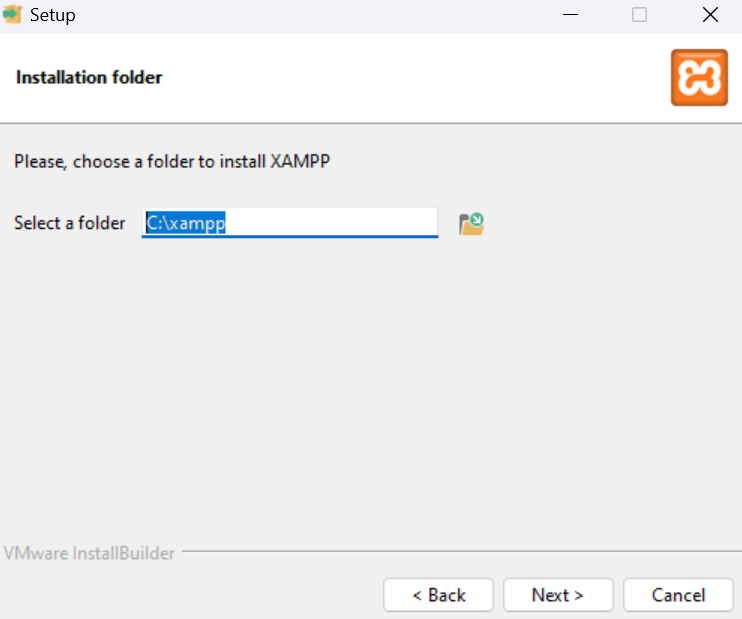 Setup
Installation folder
Please, choose a folder to install XAMPP
Select a folder C:\xampp
VMware InstallBuilder
< Back Next > Cancel